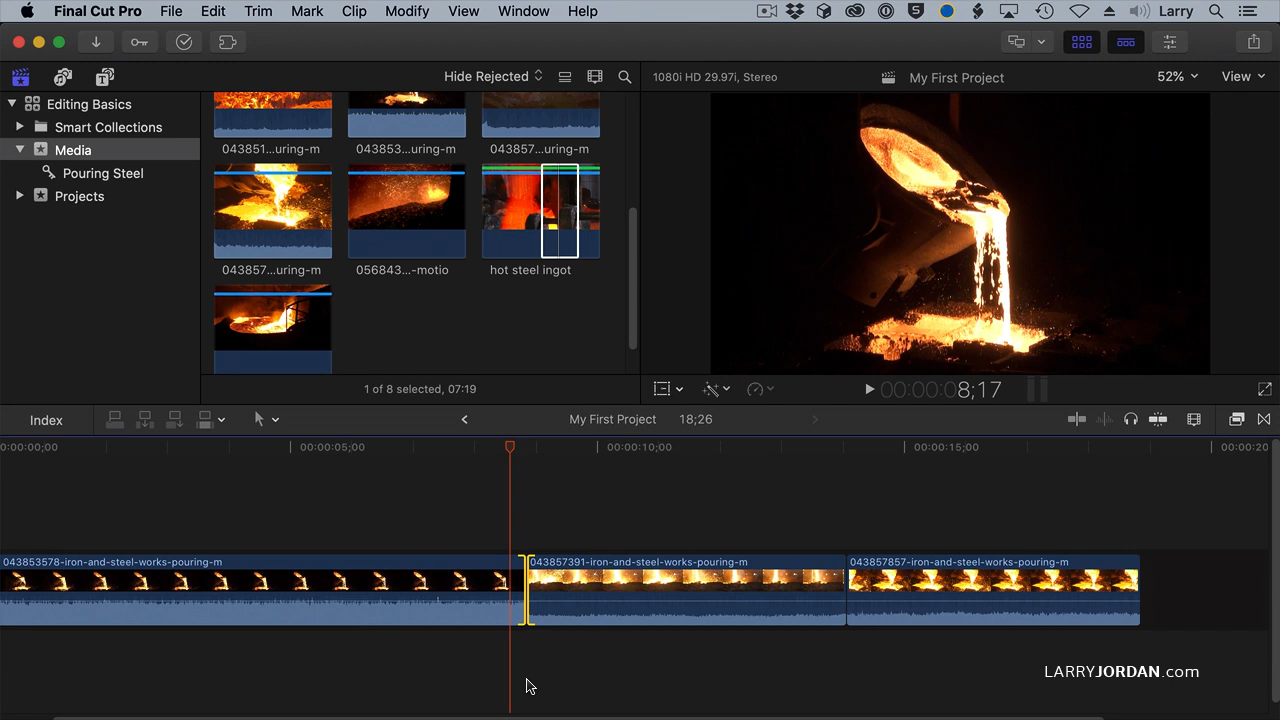 Final Cut Pro File Edit Trim Mark Clip Modify View Window Help Larry
Hide Rejected
1080i HD 29.97i, Stereo My First Project 52% View
Editing Basics
Smart Collections
Media
Pouring Steel
Projects
043851...uring-m 043853...uring-m 043857...uring-m
043857...uring-m 056843...-motio hot steel ingot
1 of 8 selected, 07:19
00:00:08;17
Index My First Project 18;26
0:00:00;00 00:00:05;00 00:00:10;00 00:00:15;00 00:00:20
043853578-iron-and-steel-works-pouring-m 043857391-iron-and-steel-works-pouring-m 043857857-iron-and-steel-works-pouring-m
LARRYJORDAN.com